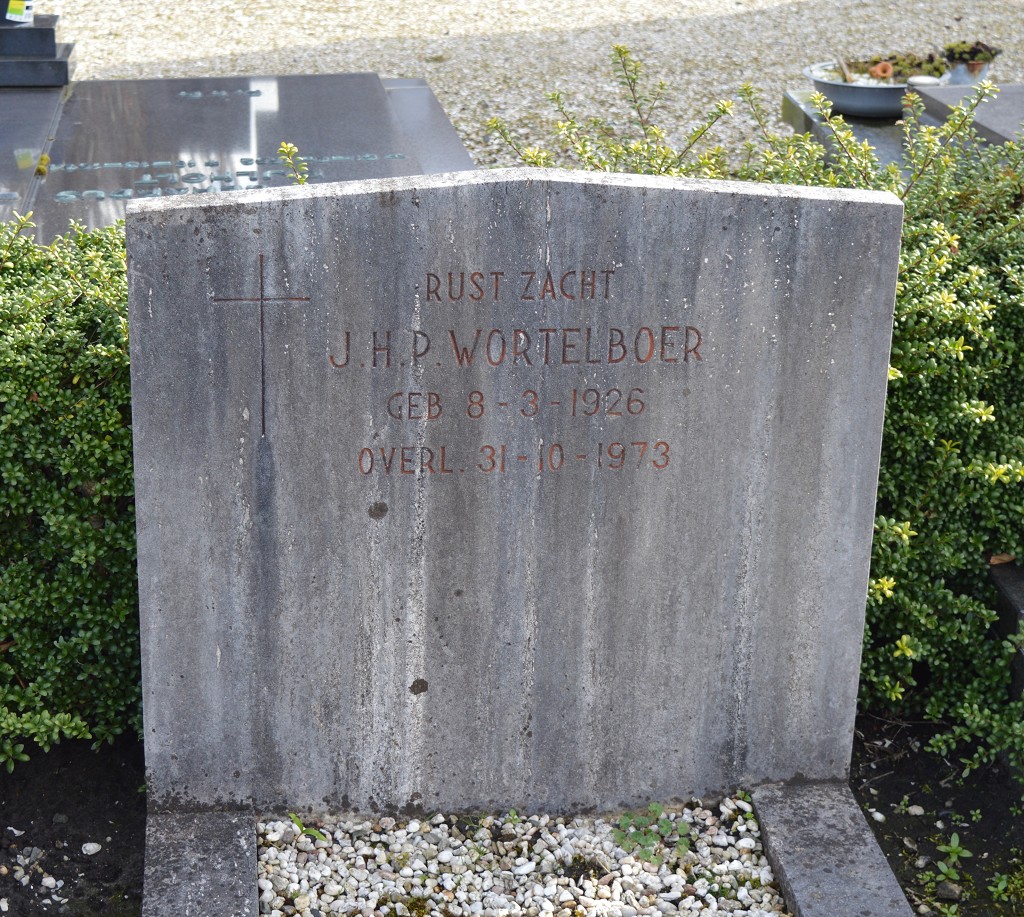 RUST ZACHT
J.H.P. WORTELBOER
GEB 8-3-1926
OVERL. 31-10-1973